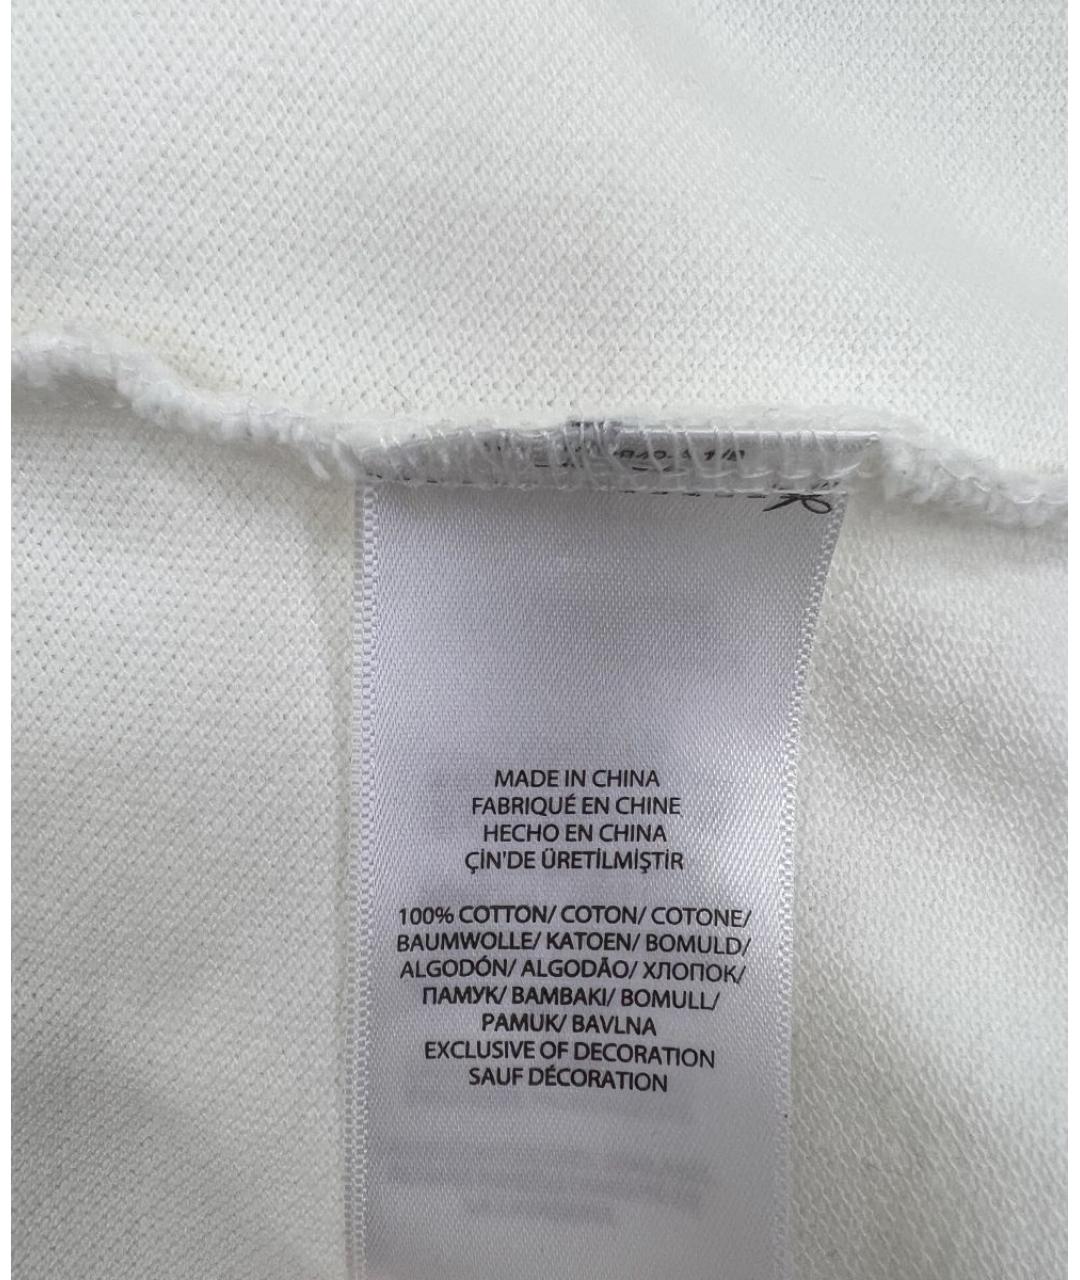 MADE IN CHINA
FABRIQUÉ EN CHINE
HECHO EN CHINA
ÇİN'DE ÜRETİLMİŞTİR
100% COTTON/ COTON/ COTONE/
BAUMWOLLE/ KATOEN/ BOMULD/
ALGODÓN/ ALGODÃO/ ХЛОПОК/
ПАМУК/ BAMBAKI/ BOMULL/
PAMUK/ BAVLNA
EXCLUSIVE OF DECORATION
SAUF DÉCORATION